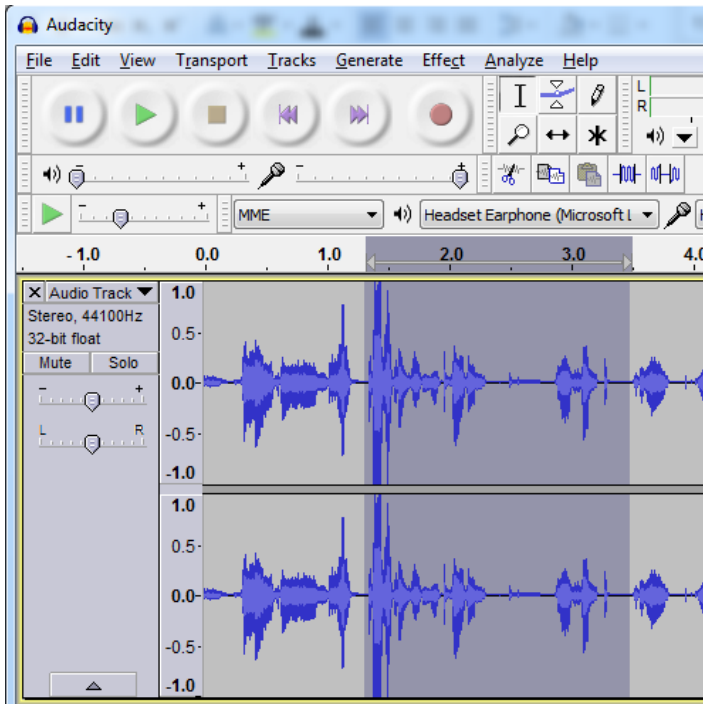 Audacity
File Edit View Transport Tracks Generate Effect Analyze Help
L
R
- +
- +
- + MME Headset Earphone (Microsoft L
- 1.0 0.0 1.0 2.0 3.0 4.0
X Audio Track 1.0
Stereo, 44100Hz
32-bit float
0.5-
Mute Solo
- +
0.0-
L R
-0.5-
-1.0
1.0
0.5-
0.0-
-0.5-
-1.0